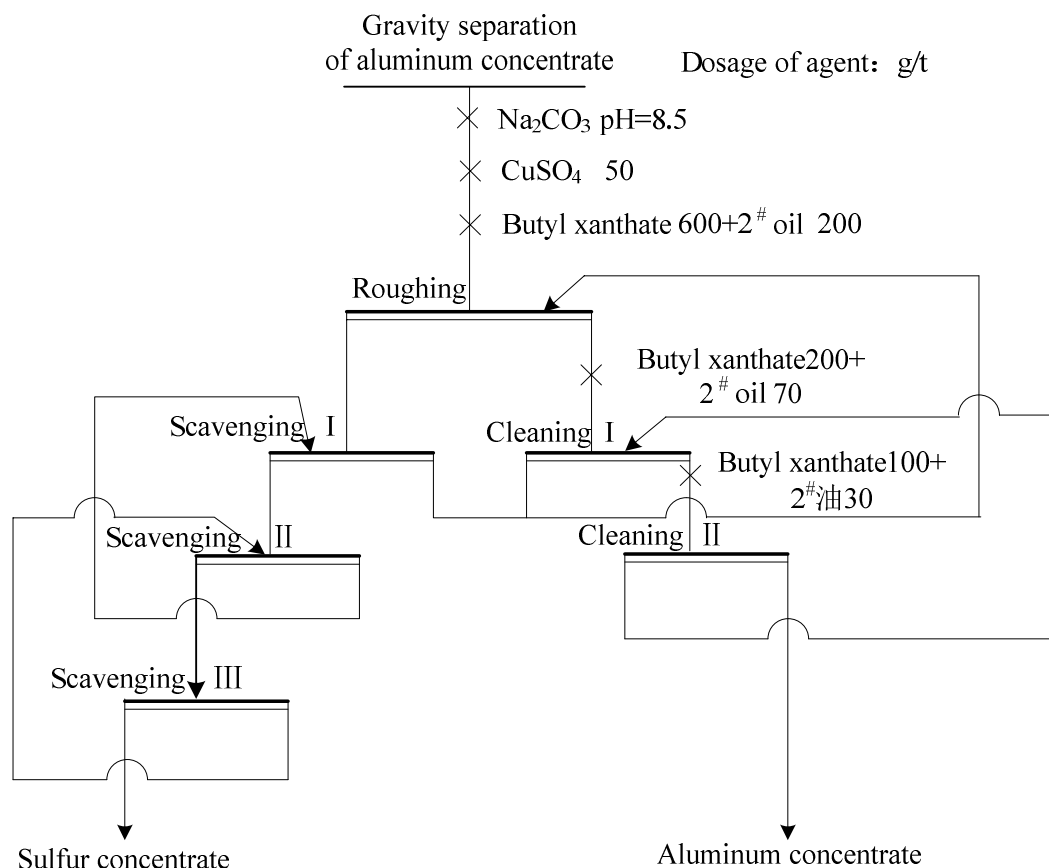 Gravity separation
of aluminum concentrate
Dosage of agent：g/t
Na₂CO₃ pH=8.5
CuSO₄ 50
Butyl xanthate 600+2# oil 200
Roughing
Butyl xanthate200+
2# oil 70
Scavenging I
Cleaning I
Butyl xanthate100+
2#油30
Scavenging II
Cleaning II
Scavenging III
Sulfur concentrate
Aluminum concentrate